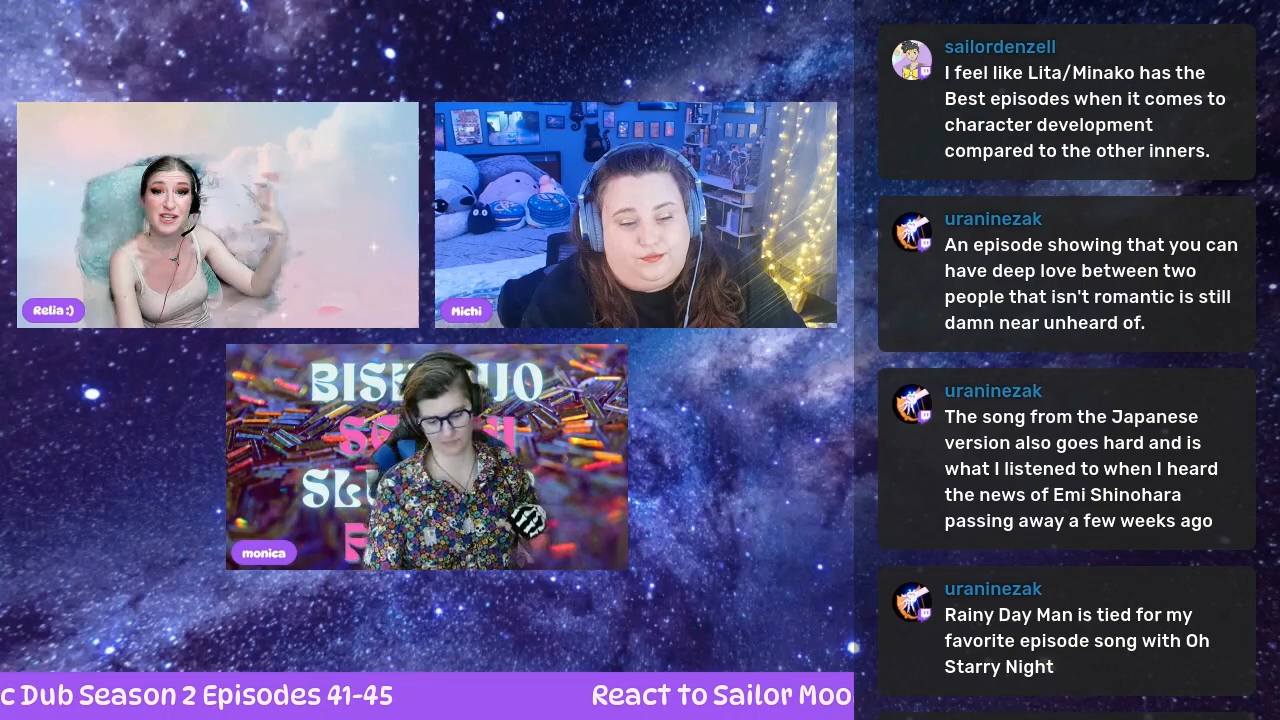 Relia :)
Michi
BIS
UJO
SL
monica
c Dub Season 2 Episodes 41-45
React to Sailor Moo
sailordenzell
I feel like Lita/Minako has the
Best episodes when it comes to
character development
compared to the other inners.
uraninezak
An episode showing that you can
have deep love between two
people that isn't romantic is still
damn near unheard of.
uraninezak
The song from the Japanese
version also goes hard and is
what I listened to when I heard
the news of Emi Shinohara
passing away a few weeks ago
uraninezak
Rainy Day Man is tied for my
favorite episode song with Oh
Starry Night